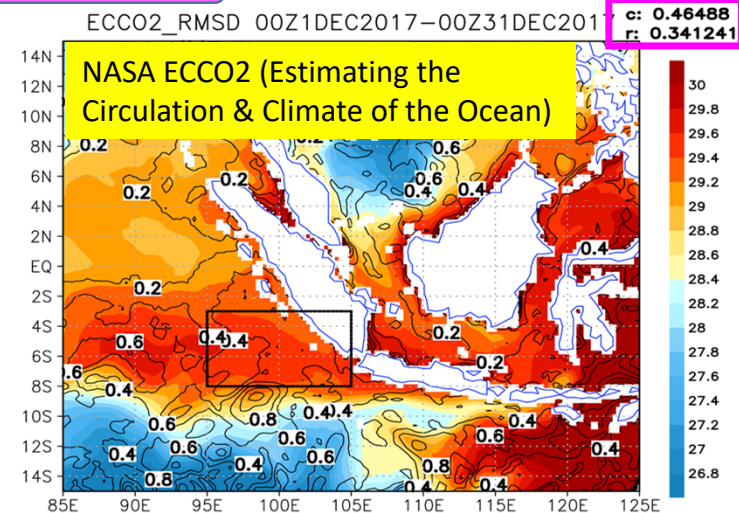 ECCO2_RMSD 00Z1DEC2017-00Z31DEC2017
c: 0.46488
r: 0.341241
NASA ECCO2 (Estimating the
Circulation & Climate of the Ocean)
14N
12N
10N
8N
6N
4N
2N
EQ
2S
4S
6S
8S
10S
12S
14S
0.2
0.6
0.2
0.2
0.6
0.4
0.4
0.4
0.2
0.2
0.6
0.4
0.4
0.2
0.6
0.4
0.8
0.4
0.4
0.4
0.6
0.6
0.6
0.6
0.4
0.4
0.6
0.4
0.8
0.8
0.4
0.4
85E
90E
95E
100E
105E
110E
115E
120E
125E
30
29.8
29.6
29.4
29.2
29
28.8
28.6
28.4
28.2
28
27.8
27.6
27.4
27.2
27
26.8